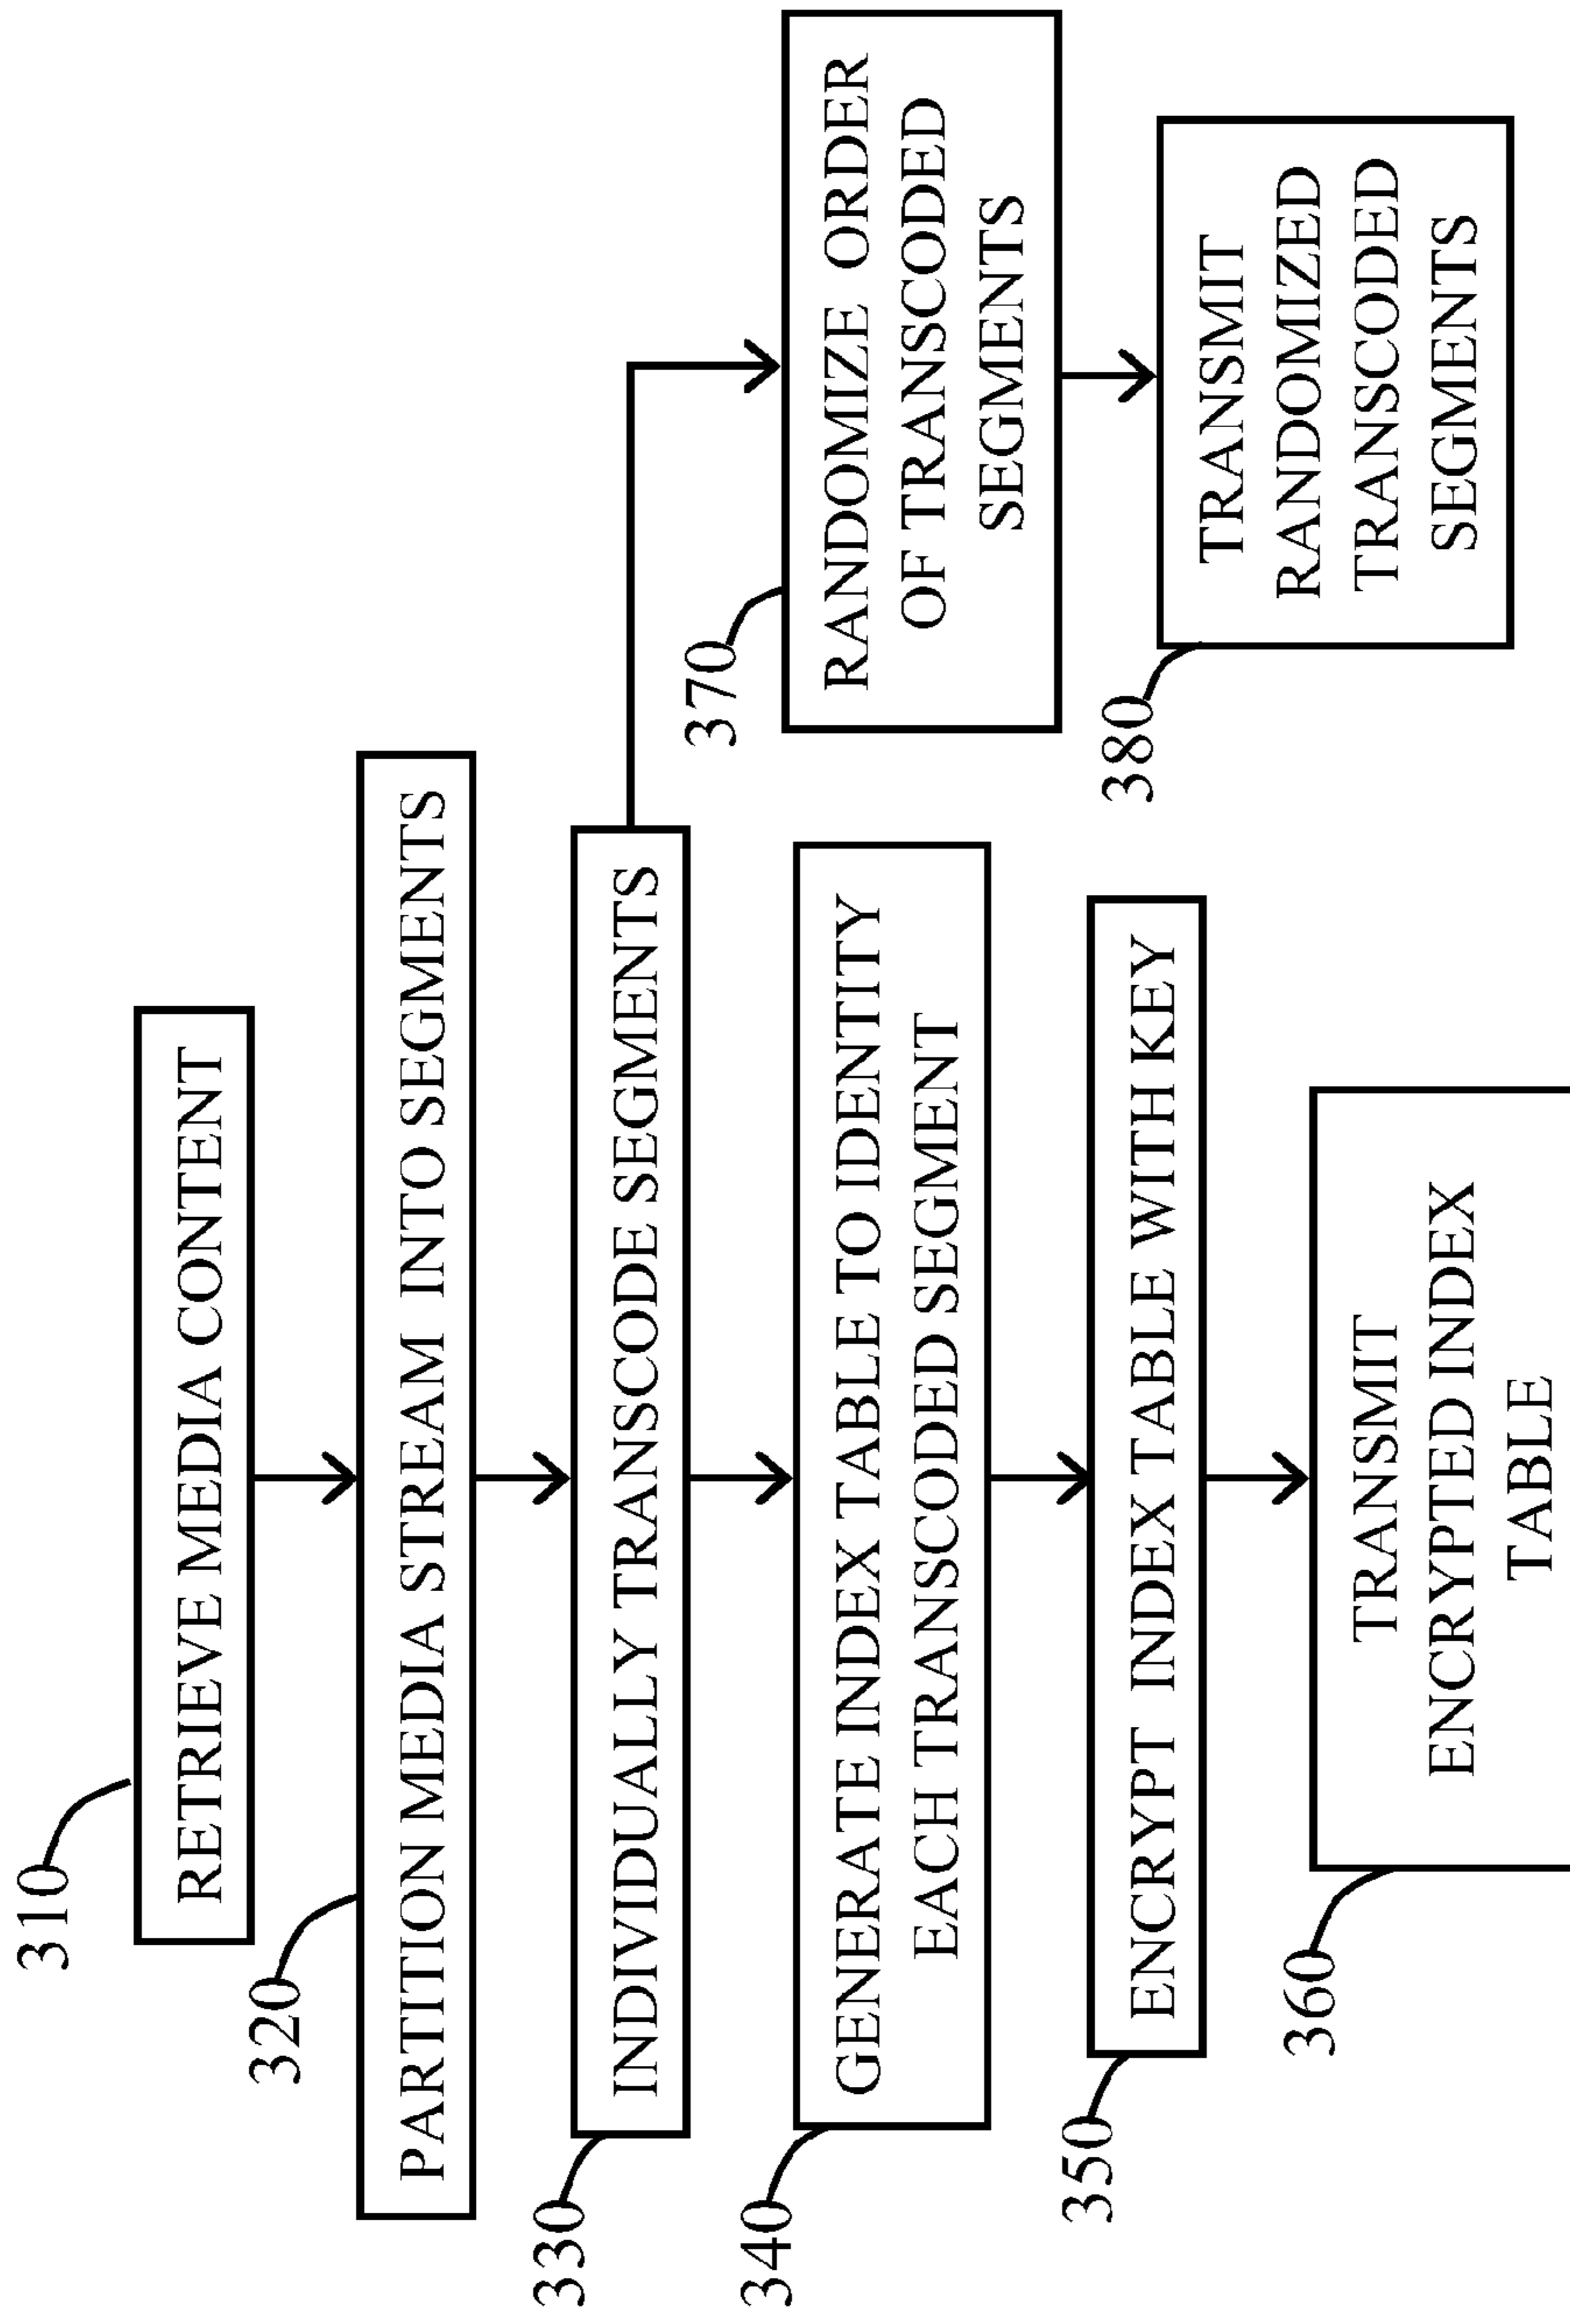 310
RETRIEVE MEDIA CONTENT
320
PARTITION MEDIA STREAM INTO SEGMENTS
330
INDIVIDUALLY TRANSCODE SEGMENTS
340
GENERATE INDEX TABLE TO IDENTITY
EACH TRANSCODED SEGMENT
350
ENCRYPT INDEX TABLE WITH KEY
360
TRANSMIT
ENCRYPTED INDEX
TABLE
370
RANDOMIZE ORDER
OF TRANSCODED
SEGMENTS
380
TRANSMIT
RANDOMIZED
TRANSCODED
SEGMENTS